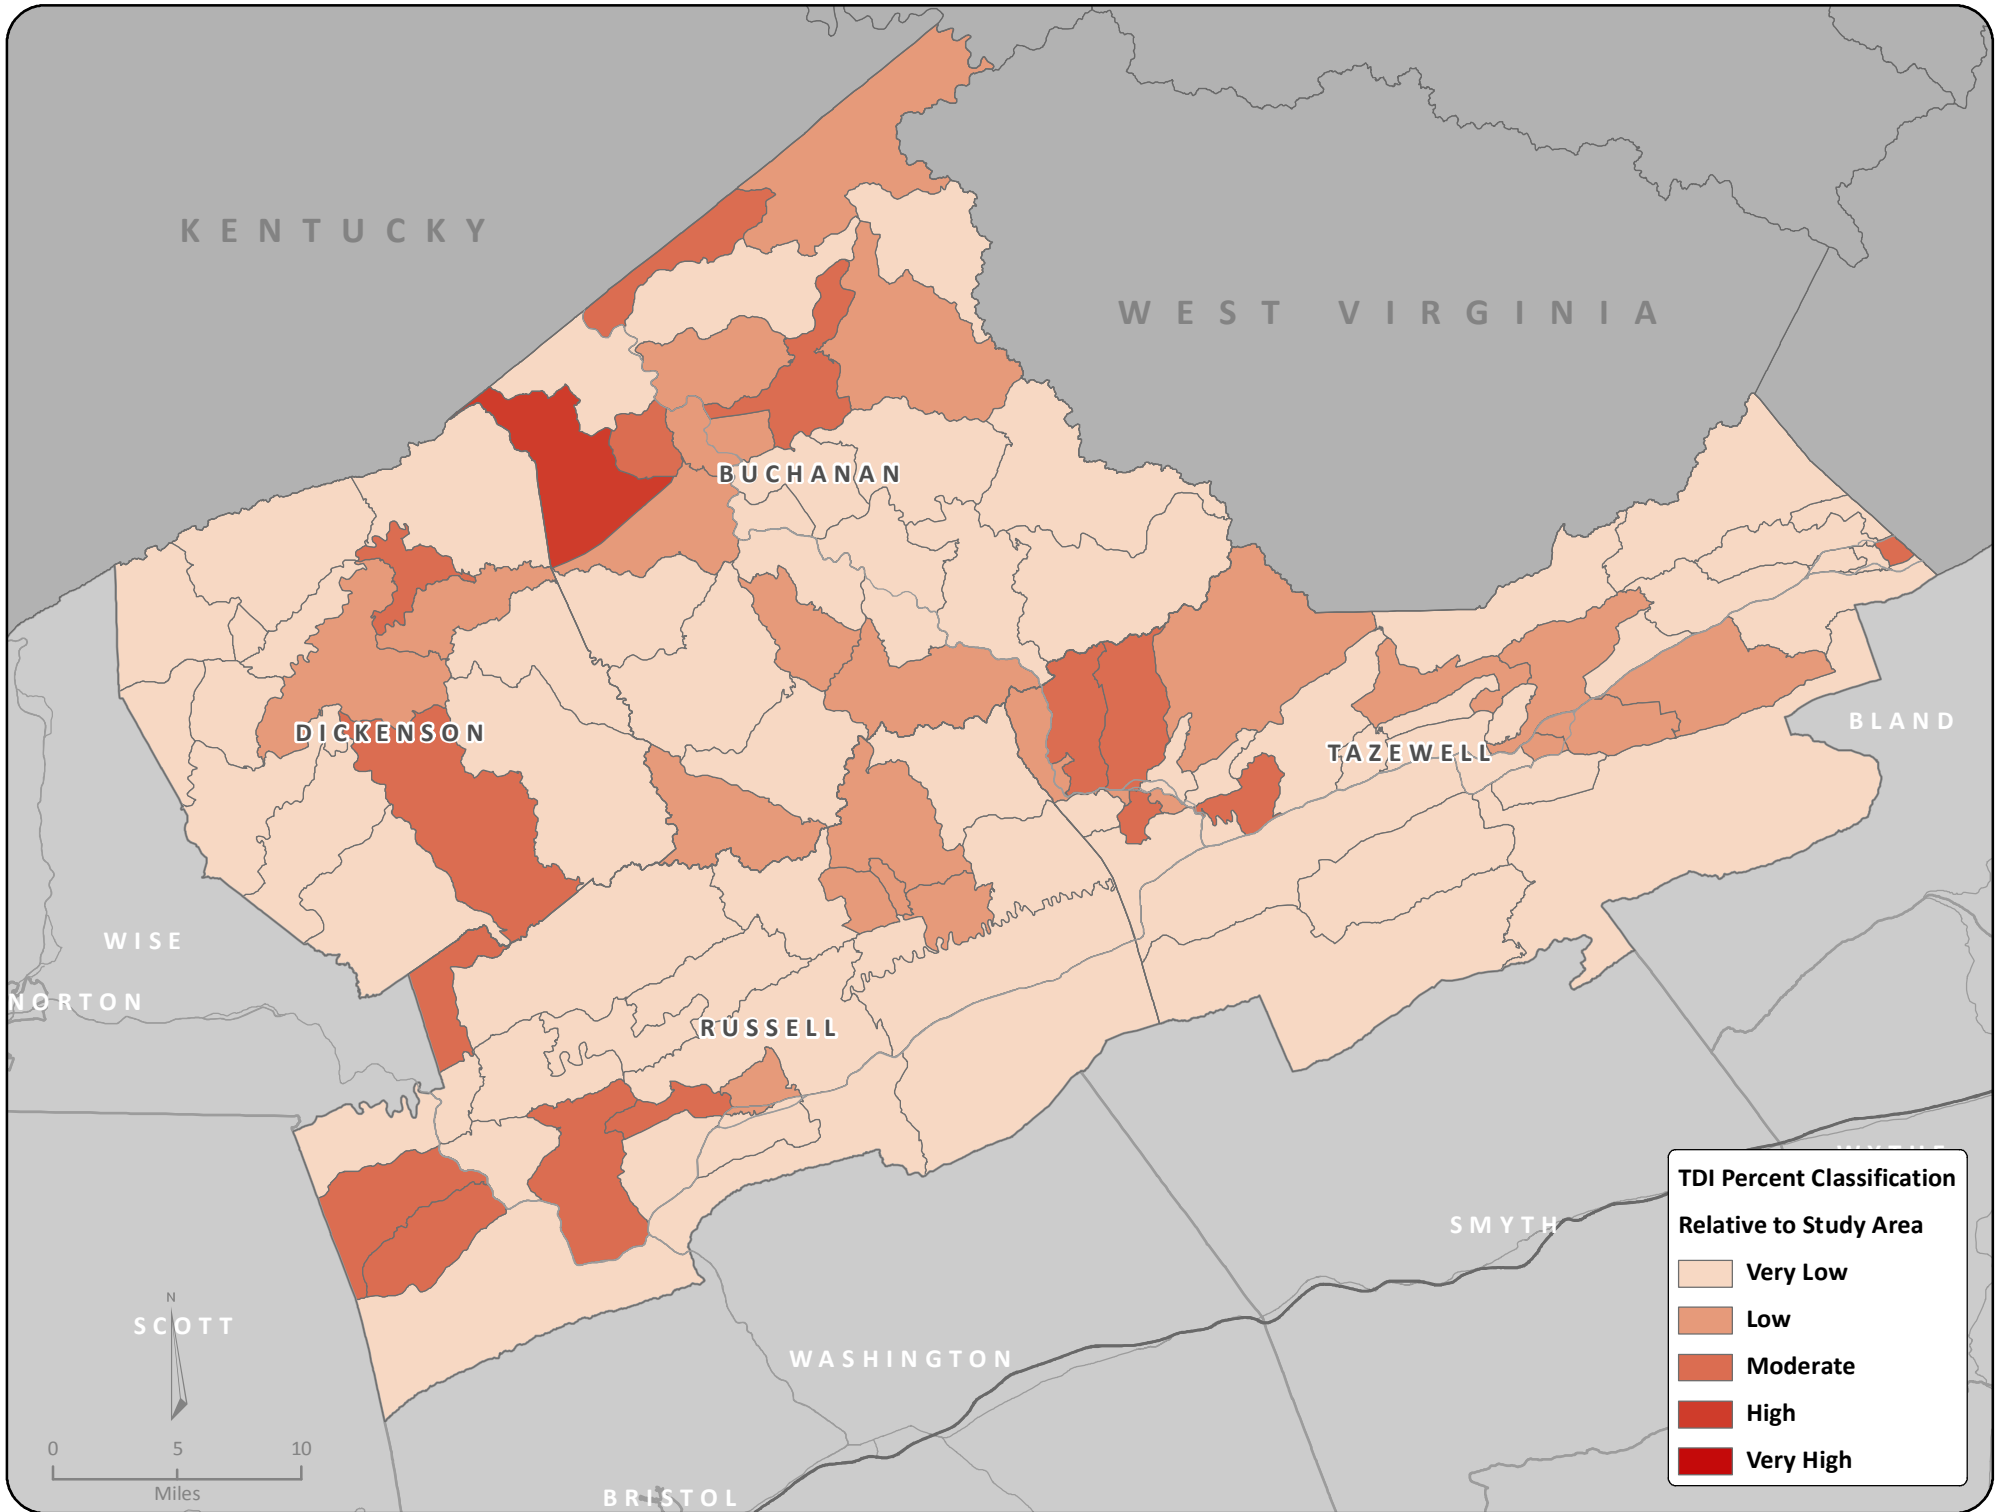 KENTUCKY
WEST VIRGINIA
BUCHANAN
DICKENSON
TAZEWELL
BLAND
WISE
NORTON
RUSSELL
SMYTH
SCOTT
WASHINGTON
BRISTOL
N
0 5 10
Miles
TDI Percent Classification
Relative to Study Area
Very Low
Low
Moderate
High
Very High